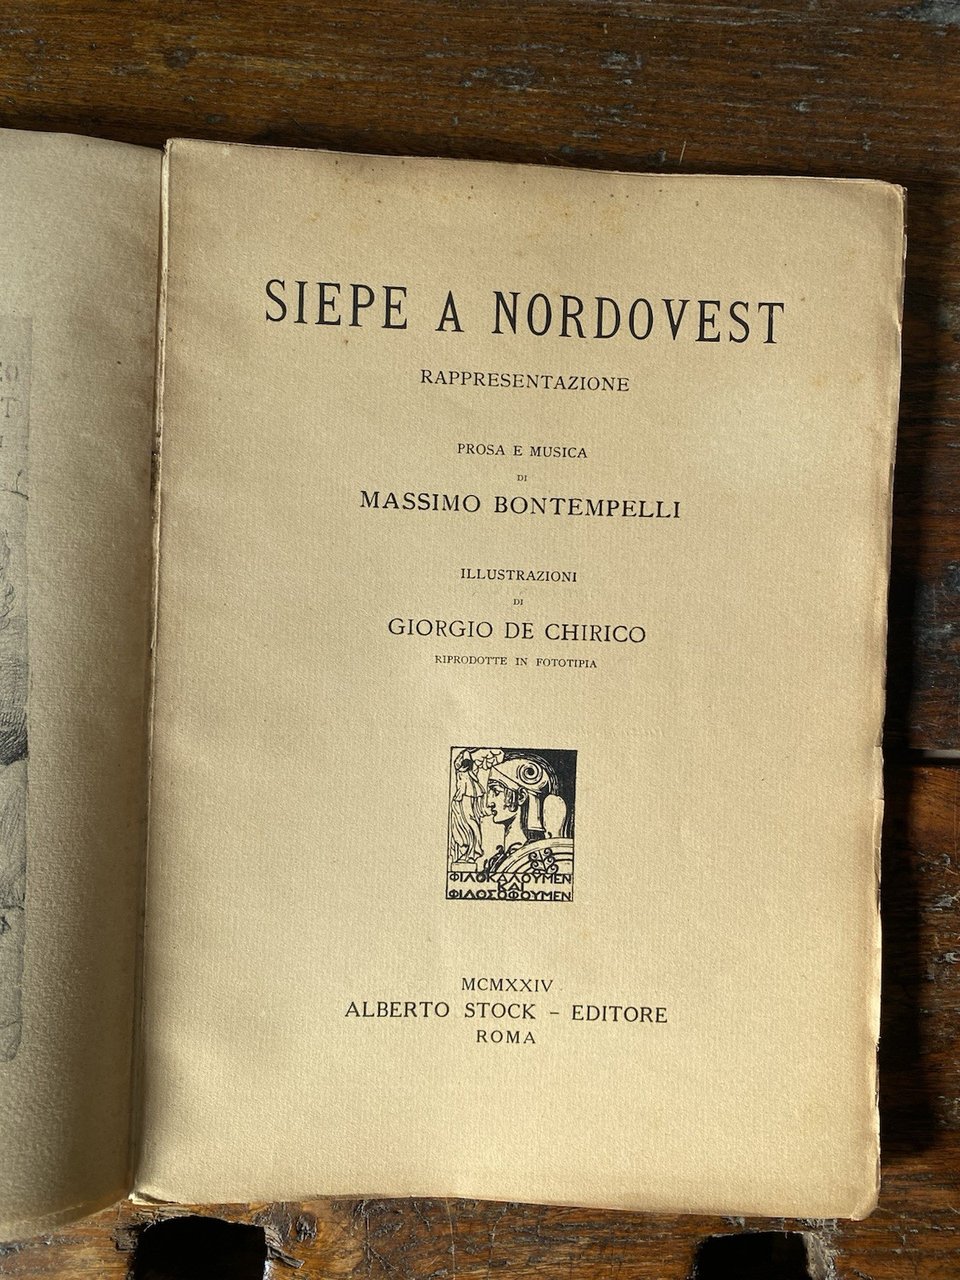 SIEPE A NORDOVEST
RAPPRESENTAZIONE
PROSA E MUSICA
DI
MASSIMO BONTEMPELLI
ILLUSTRAZIONI
DI
GIORGIO DE CHIRICO
RIPRODOTTE IN FOTOTIPIA
ΦΙΛΟΚΑΛΟΥΜΕΝ
ΚΑΙ
ΦΙΛΟΣΟΦΟΥΜΕΝ
MCMXXIV
ALBERTO STOCK – EDITORE
ROMA